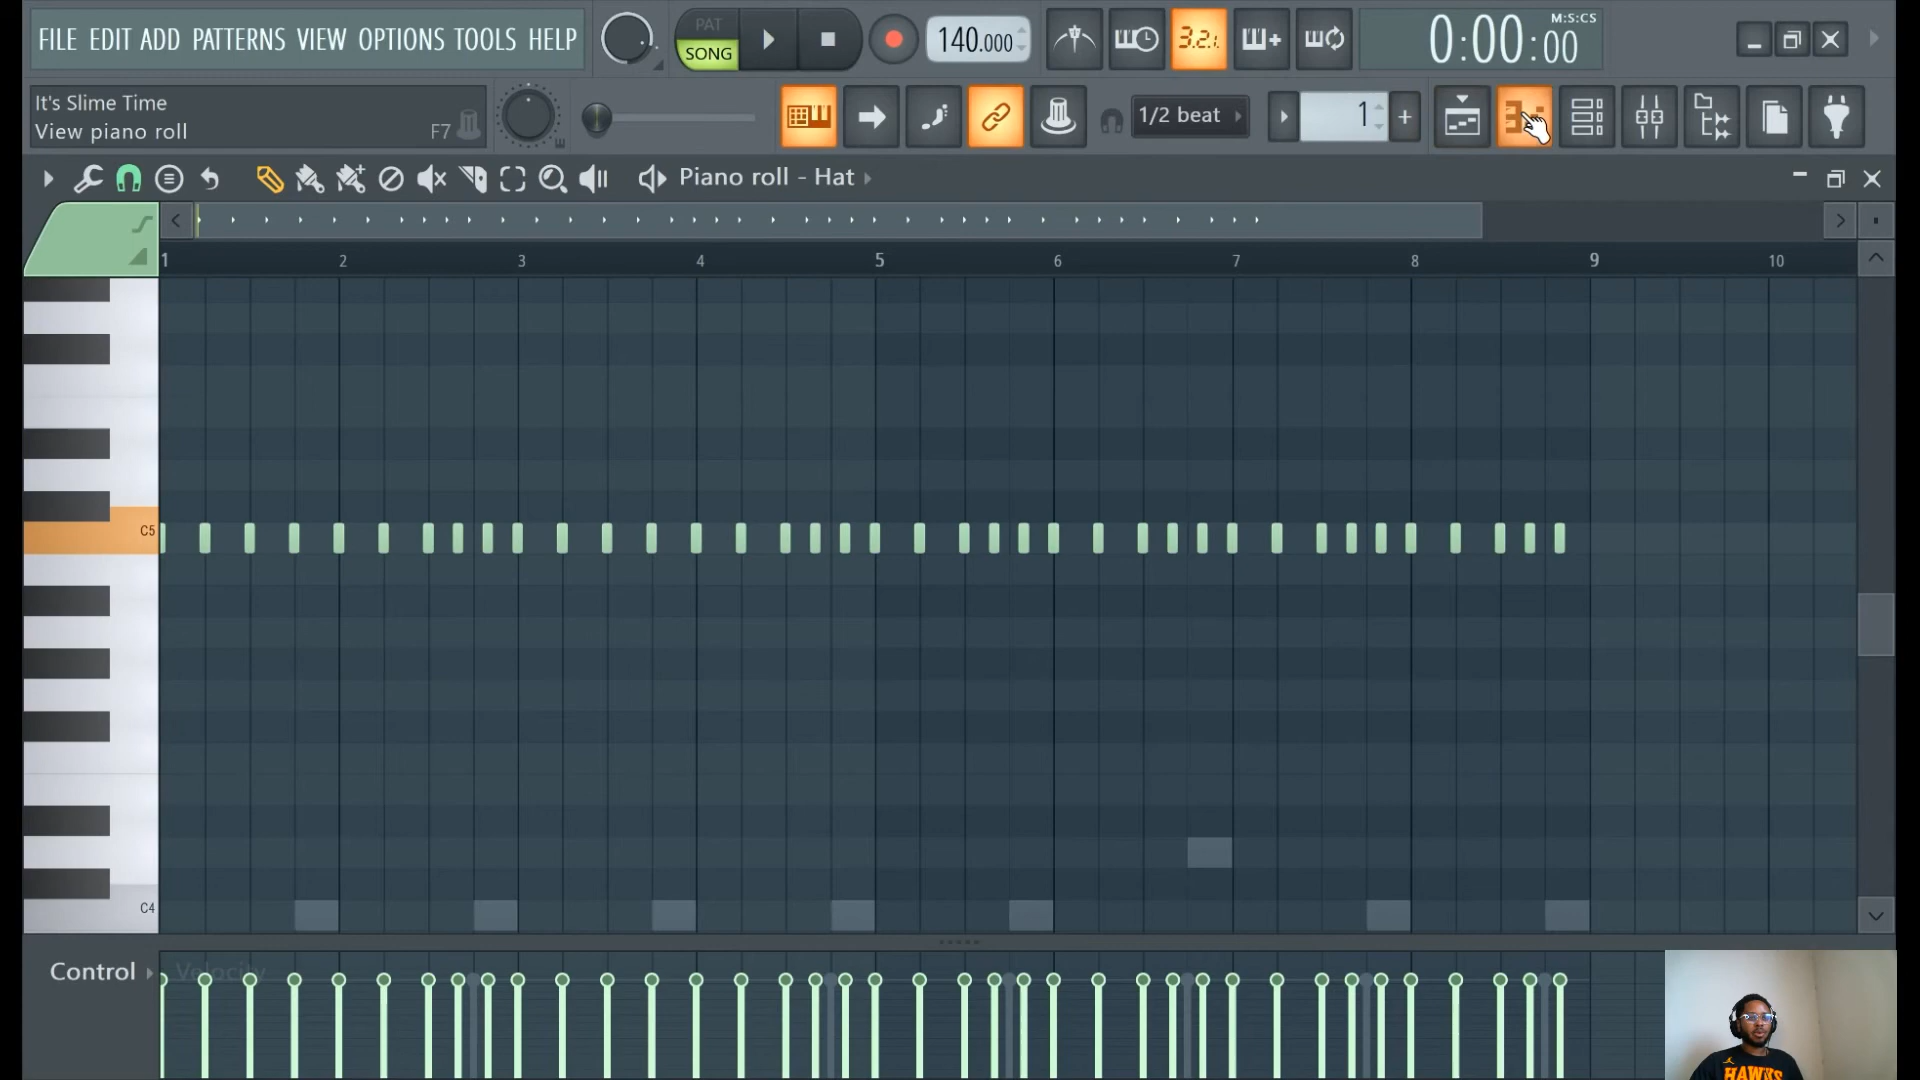 FILE EDIT ADD PATTERNS VIEW OPTIONS TOOLS HELP
PAT
SONG
140.000
3.2.1
M:S:CS
0:00:00
It's Slime Time
View piano roll
F7
1/2 beat
1
Piano roll - Hat
1 2 3 4 5 6 7 8 9 10
C5
C4
Control
Velocity
HAWKS